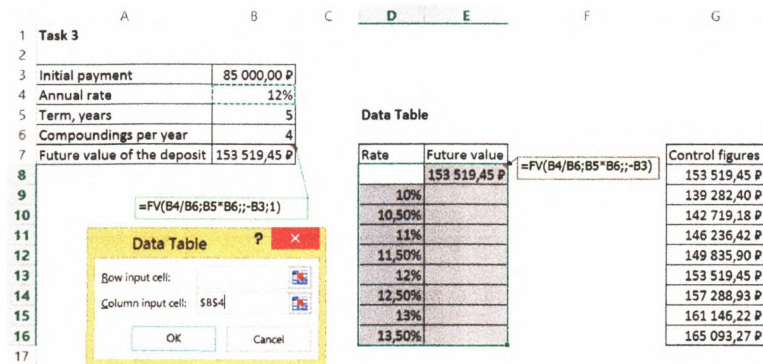 A B C D E F G
1 Task 3
2
3 Initial payment 85 000,00 ₽
4 Annual rate 12%
5 Term, years 5 Data Table
6 Compoundings per year 4
7 Future value of the deposit 153 519,45 ₽ Rate Future value Control figures
8 153 519,45 ₽ =FV(B4/B6;B5*B6;;-B3) 153 519,45 ₽
9 10% 139 282,40 ₽
10 =FV(B4/B6;B5*B6;;-B3;1) 10,50% 142 719,18 ₽
11 11% 146 236,42 ₽
12 Data Table ? × 11,50% 149 835,90 ₽
13 Row input cell: 12% 153 519,45 ₽
14 Column input cell: $B$4 12,50% 157 288,93 ₽
15 13% 161 146,22 ₽
16 OK Cancel 13,50% 165 093,27 ₽
17